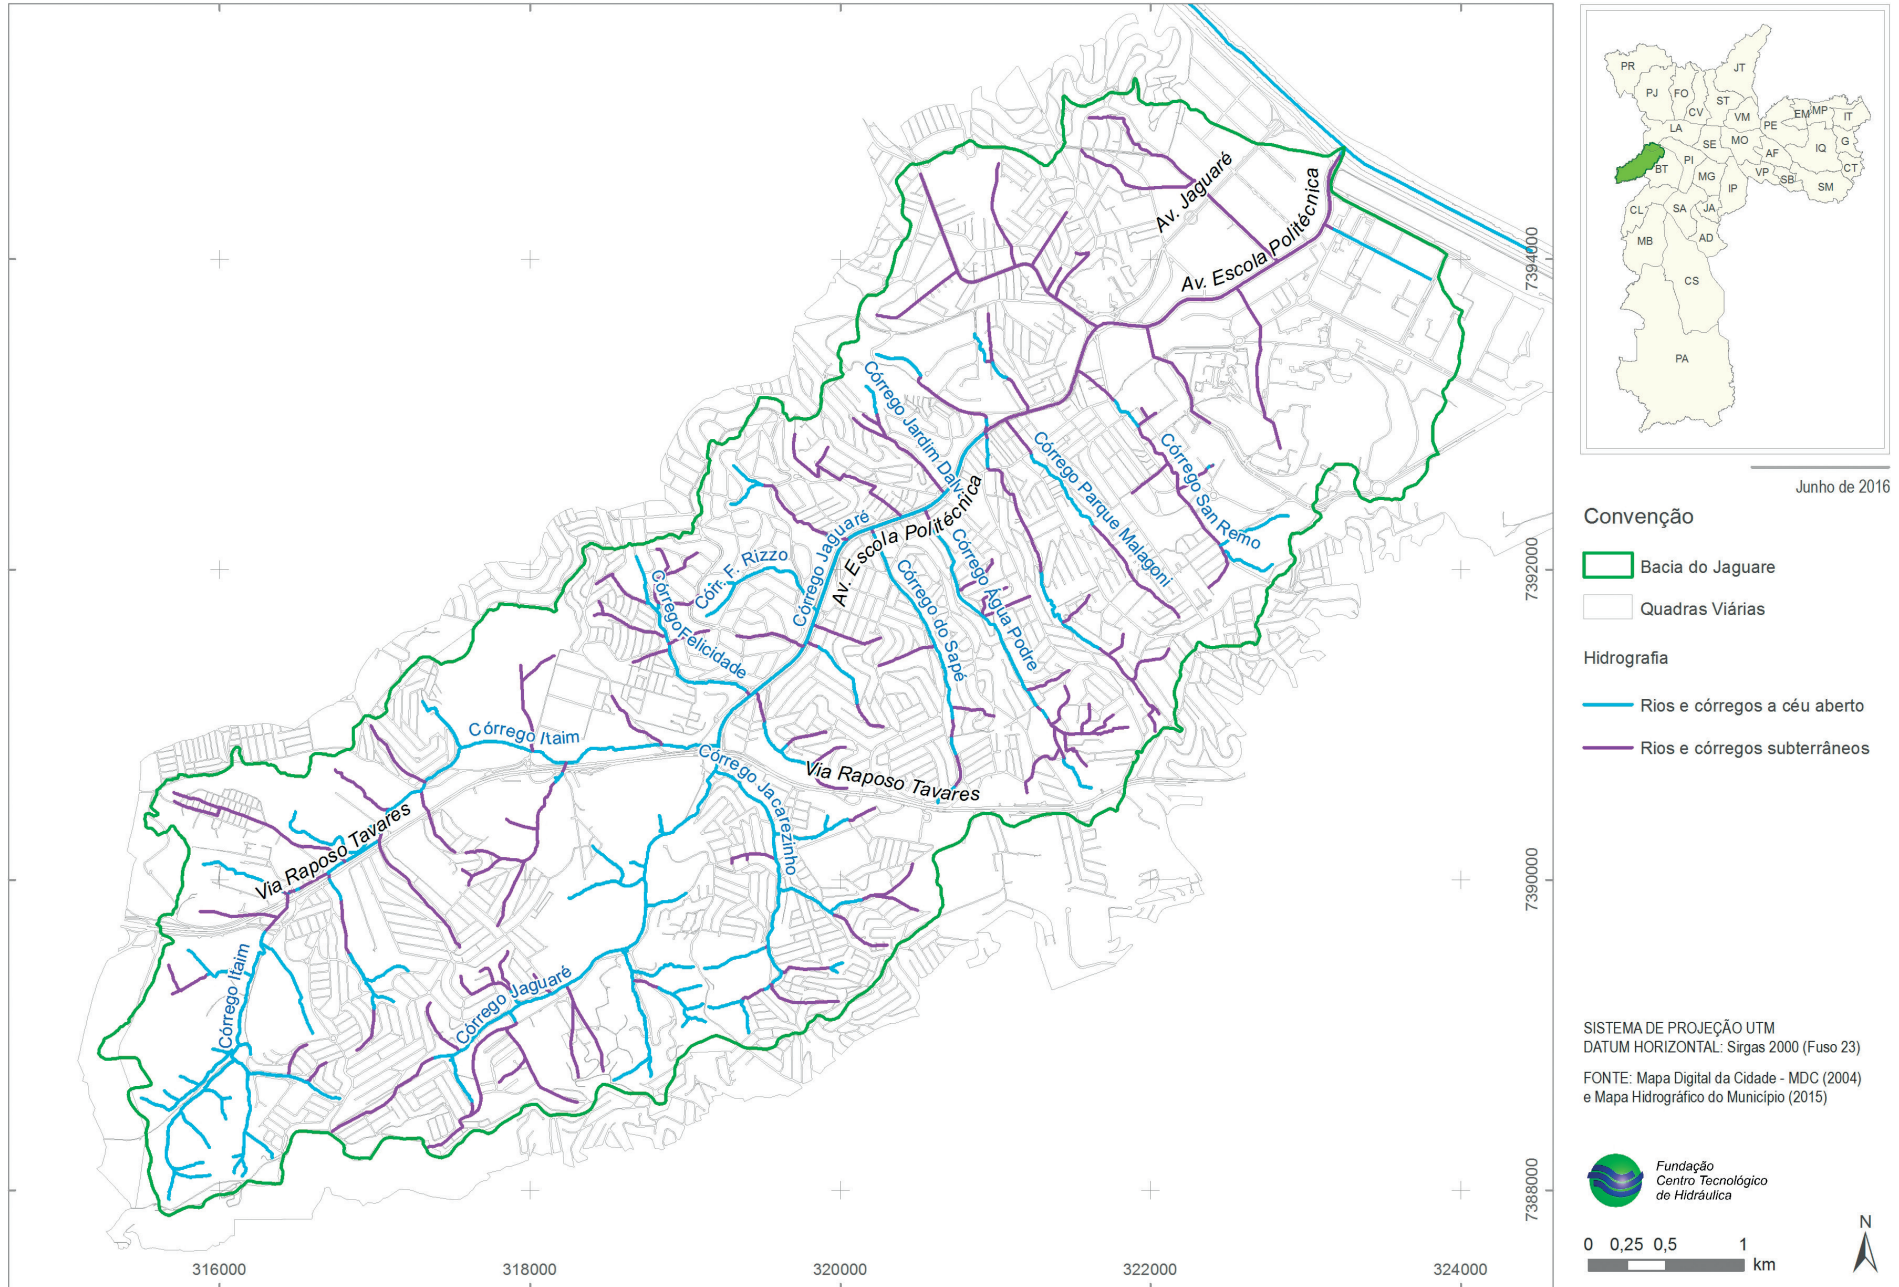 Av. Jaguaré
Av. Escola Politécnica
Córrego Jardim Dalvi
Córrego Parque Malagoni
Córrego San Remo
Córrego Jaguaré
Av. Escola Politécnica
Córr. F. Rizzo
Córrego Felicidade
Córrego do Sapé
Córrego Água Podre
Córrego Itaim
Córrego Jacarezinho
Via Raposo Tavares
Via Raposo Tavares
Córrego Itaim
Córrego Jaguaré
7394000
7392000
7390000
7388000
316000
318000
320000
322000
324000
PR
JT
PJ
FO
ST
CV
VM
EM
MP
IT
LA
PE
SE
MO
IQ
G
BT
PI
AF
CT
MG
VP
SB
IP
SM
CL
SA
JA
MB
AD
CS
PA
Junho de 2016
Convenção
Bacia do Jaguare
Quadras Viárias
Hidrografia
Rios e córregos a céu aberto
Rios e córregos subterrâneos
SISTEMA DE PROJEÇÃO UTM
DATUM HORIZONTAL: Sirgas 2000 (Fuso 23)
FONTE: Mapa Digital da Cidade - MDC (2004)
e Mapa Hidrográfico do Município (2015)
Fundação
Centro Tecnológico
de Hidráulica
N
0 0,25 0,5 1
km